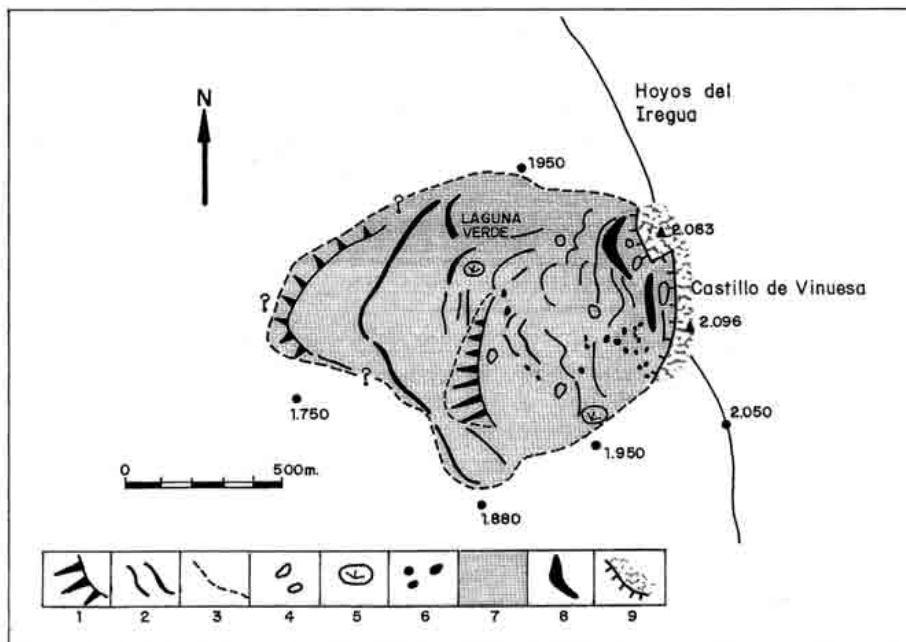 Hoyos del
Iregua
N
1950
?
LAGUNA
VERDE
2.083
?
Castillo de Vinuesa
2.096
?
1.750
2.050
0 500m.
1.950
1.880
1 2 3 4 5 6 7 8 9